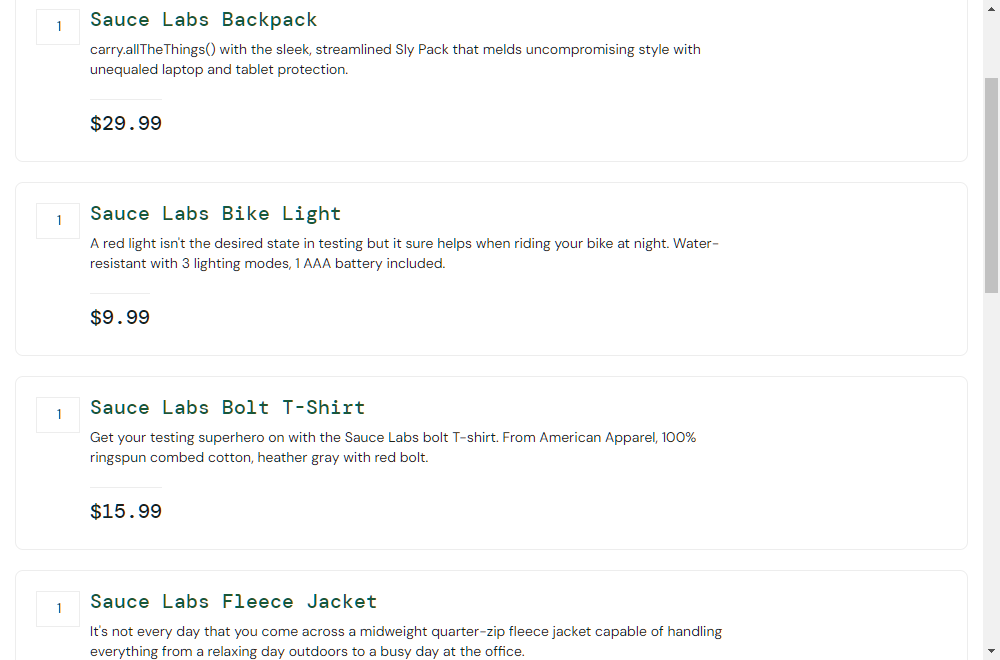 1
Sauce Labs Backpack
carry.allTheThings() with the sleek, streamlined Sly Pack that melds uncompromising style with
unequaled laptop and tablet protection.
$29.99
1
Sauce Labs Bike Light
A red light isn't the desired state in testing but it sure helps when riding your bike at night. Water-
resistant with 3 lighting modes, 1 AAA battery included.
$9.99
1
Sauce Labs Bolt T-Shirt
Get your testing superhero on with the Sauce Labs bolt T-shirt. From American Apparel, 100%
ringspun combed cotton, heather gray with red bolt.
$15.99
1
Sauce Labs Fleece Jacket
It's not every day that you come across a midweight quarter-zip fleece jacket capable of handling
everything from a relaxing day outdoors to a busy day at the office.